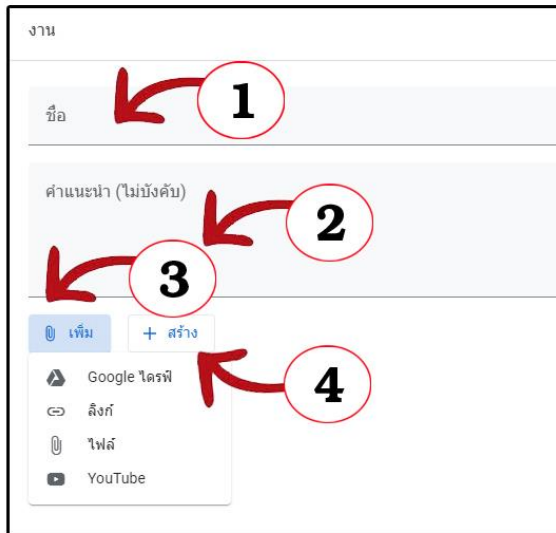 งาน
1
ชื่อ
คำแนะนำ (ไม่บังคับ)
2
3
เพิ่ม
+ สร้าง
4
Google ไดรฟ์
ลิงก์
ไฟล์
YouTube